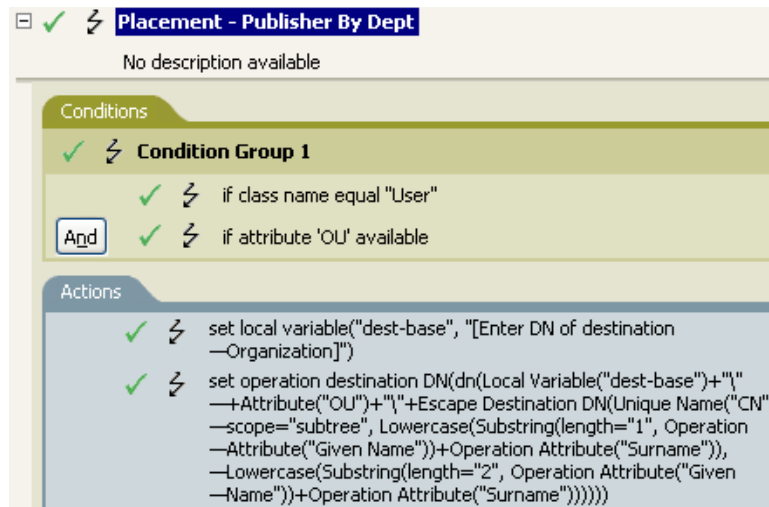 Placement - Publisher By Dept
No description available
Conditions
Condition Group 1
if class name equal "User"
And
if attribute 'OU' available
Actions
set local variable("dest-base", "[Enter DN of destination
—Organization]")
set operation destination DN(dn(Local Variable("dest-base")+"\"
—+Attribute("OU")+"\"+Escape Destination DN(Unique Name("CN"
—scope="subtree", Lowercase(Substring(length="1", Operation
—Attribute("Given Name"))+Operation Attribute("Surname")),
—Lowercase(Substring(length="2", Operation Attribute("Given
—Name"))+Operation Attribute("Surname"))))))